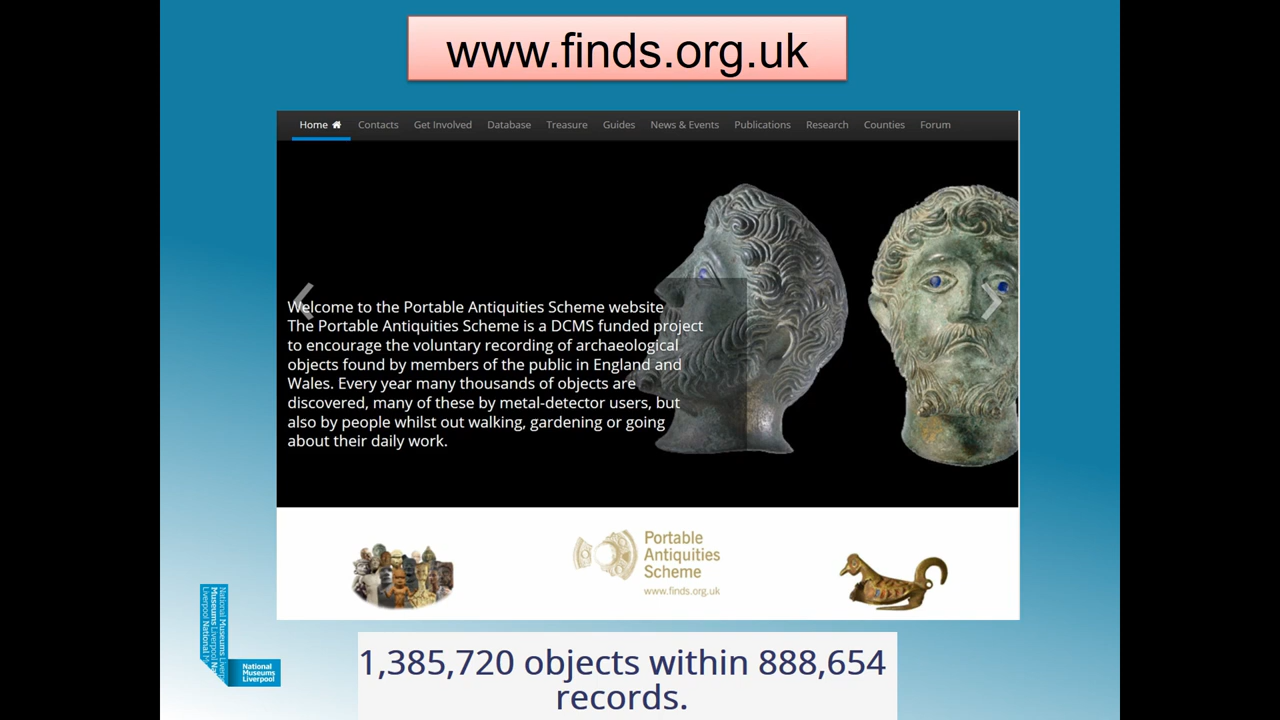 www.finds.org.uk
Home Contacts Get Involved Database Treasure Guides News & Events Publications Research Counties Forum
Welcome to the Portable Antiquities Scheme website
The Portable Antiquities Scheme is a DCMS funded project
to encourage the voluntary recording of archaeological
objects found by members of the public in England and
Wales. Every year many thousands of objects are
discovered, many of these by metal-detector users, but
also by people whilst out walking, gardening or going
about their daily work.
Portable
Antiquities
Scheme
www.finds.org.uk
National
Museums
Liverpool
1,385,720 objects within 888,654
records.